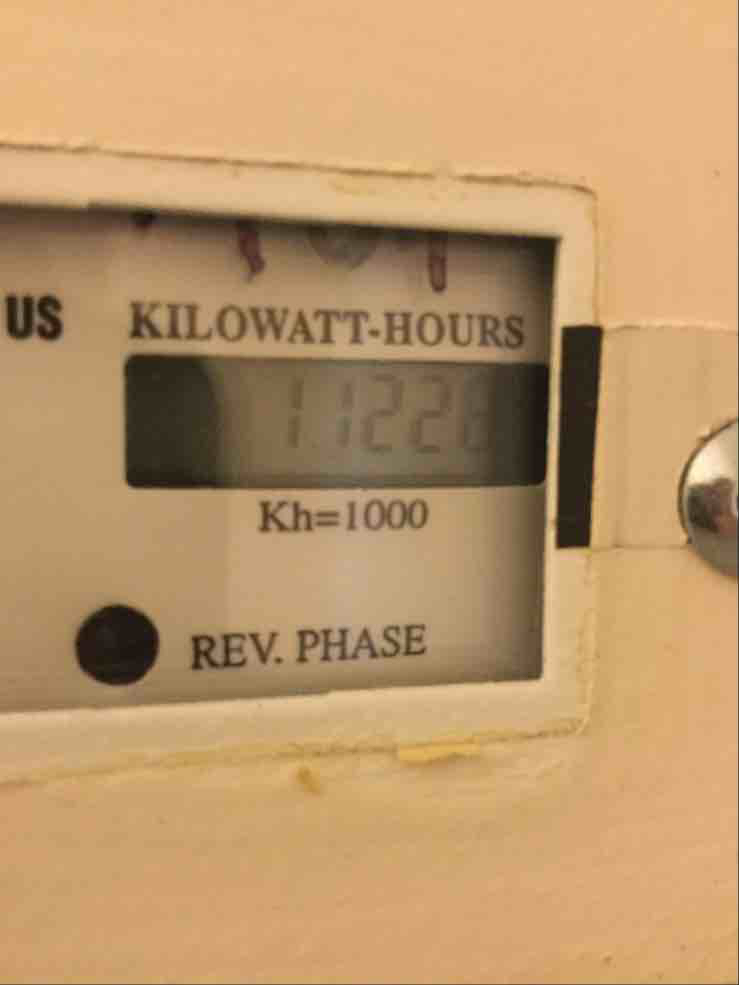 US
KILOWATT-HOURS
Kh=1000
REV. PHASE